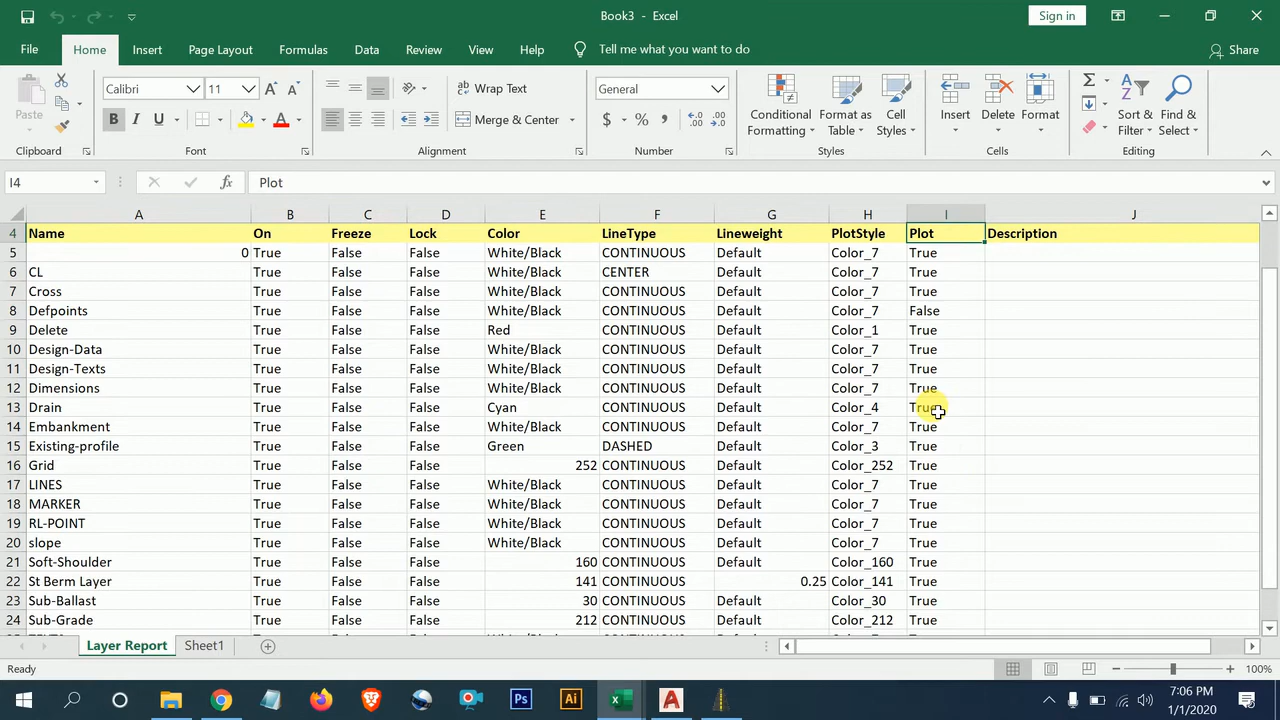 Book3 - Excel
Sign in
File Home Insert Page Layout Formulas Data Review View Help Tell me what you want to do Share
Paste
Calibri 11
B I U A A A
Wrap Text
Merge & Center
General
$ % ,
Conditional Formatting
Format as Table
Cell Styles
Insert Delete Format
Sort & Filter
Find & Select
Clipboard Font Alignment Number Styles Cells Editing
I4 fx Plot
A B C D E F G H I J
4 Name On Freeze Lock Color LineType Lineweight PlotStyle Plot Description
5 0 True False False White/Black CONTINUOUS Default Color_7 True
6 CL True False False White/Black CENTER Default Color_7 True
7 Cross True False False White/Black CONTINUOUS Default Color_7 True
8 Defpoints True False False White/Black CONTINUOUS Default Color_7 False
9 Delete True False False Red CONTINUOUS Default Color_1 True
10 Design-Data True False False White/Black CONTINUOUS Default Color_7 True
11 Design-Texts True False False White/Black CONTINUOUS Default Color_7 True
12 Dimensions True False False White/Black CONTINUOUS Default Color_7 True
13 Drain True False False Cyan CONTINUOUS Default Color_4 True
14 Embankment True False False White/Black CONTINUOUS Default Color_7 True
15 Existing-profile True False False Green DASHED Default Color_3 True
16 Grid True False False 252 CONTINUOUS Default Color_252 True
17 LINES True False False White/Black CONTINUOUS Default Color_7 True
18 MARKER True False False White/Black CONTINUOUS Default Color_7 True
19 RL-POINT True False False White/Black CONTINUOUS Default Color_7 True
20 slope True False False White/Black CONTINUOUS Default Color_7 True
21 Soft-Shoulder True False False 160 CONTINUOUS Default Color_160 True
22 St Berm Layer True False False 141 CONTINUOUS 0.25 Color_141 True
23 Sub-Ballast True False False 30 CONTINUOUS Default Color_30 True
24 Sub-Grade True False False 212 CONTINUOUS Default Color_212 True
Layer Report Sheet1
Ready 100%
Ps Ai
7:06 PM
1/1/2020